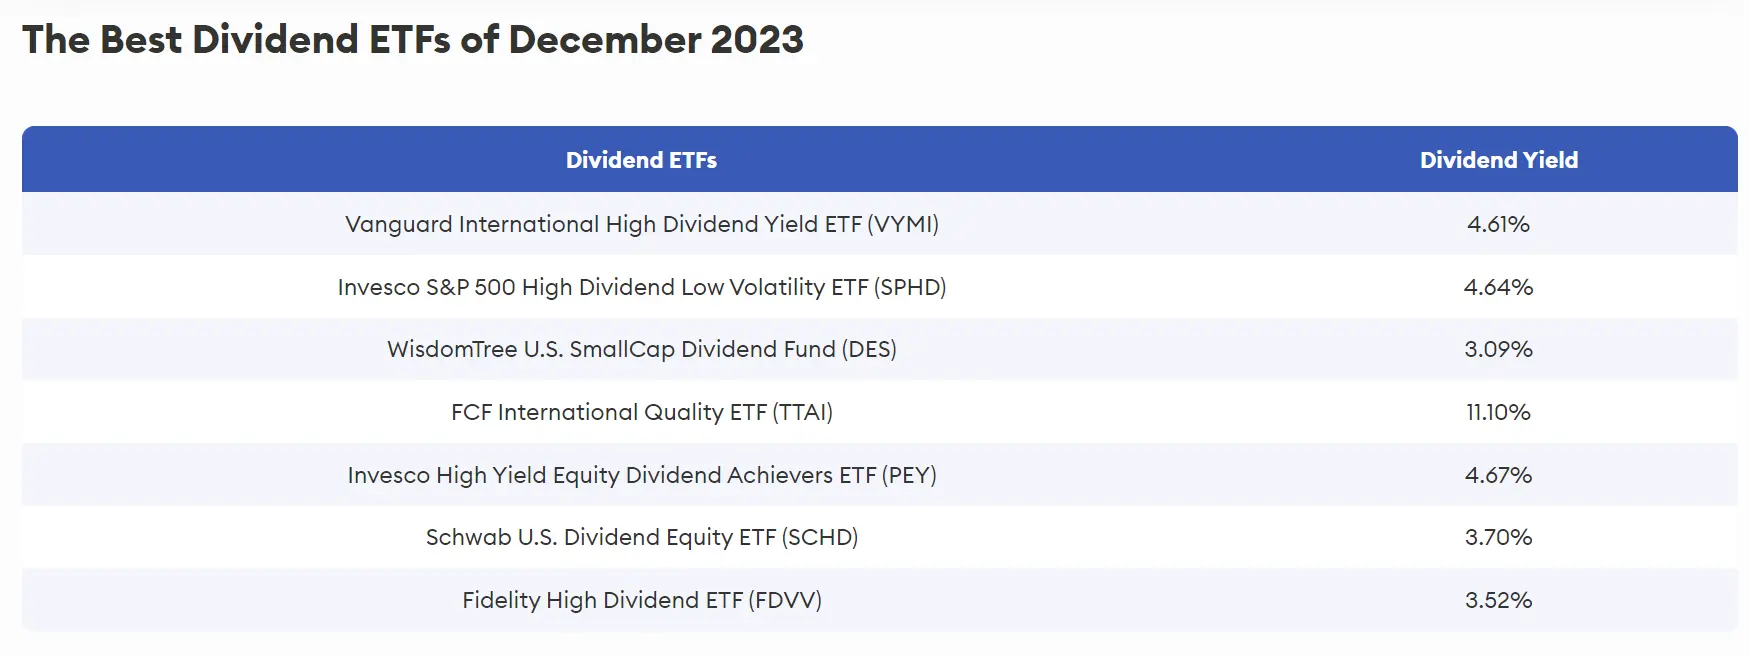 The Best Dividend ETFs of December 2023
Dividend ETFs Dividend Yield
Vanguard International High Dividend Yield ETF (VYMI) 4.61%
Invesco S&P 500 High Dividend Low Volatility ETF (SPHD) 4.64%
WisdomTree U.S. SmallCap Dividend Fund (DES) 3.09%
FCF International Quality ETF (TTAI) 11.10%
Invesco High Yield Equity Dividend Achievers ETF (PEY) 4.67%
Schwab U.S. Dividend Equity ETF (SCHD) 3.70%
Fidelity High Dividend ETF (FDVV) 3.52%